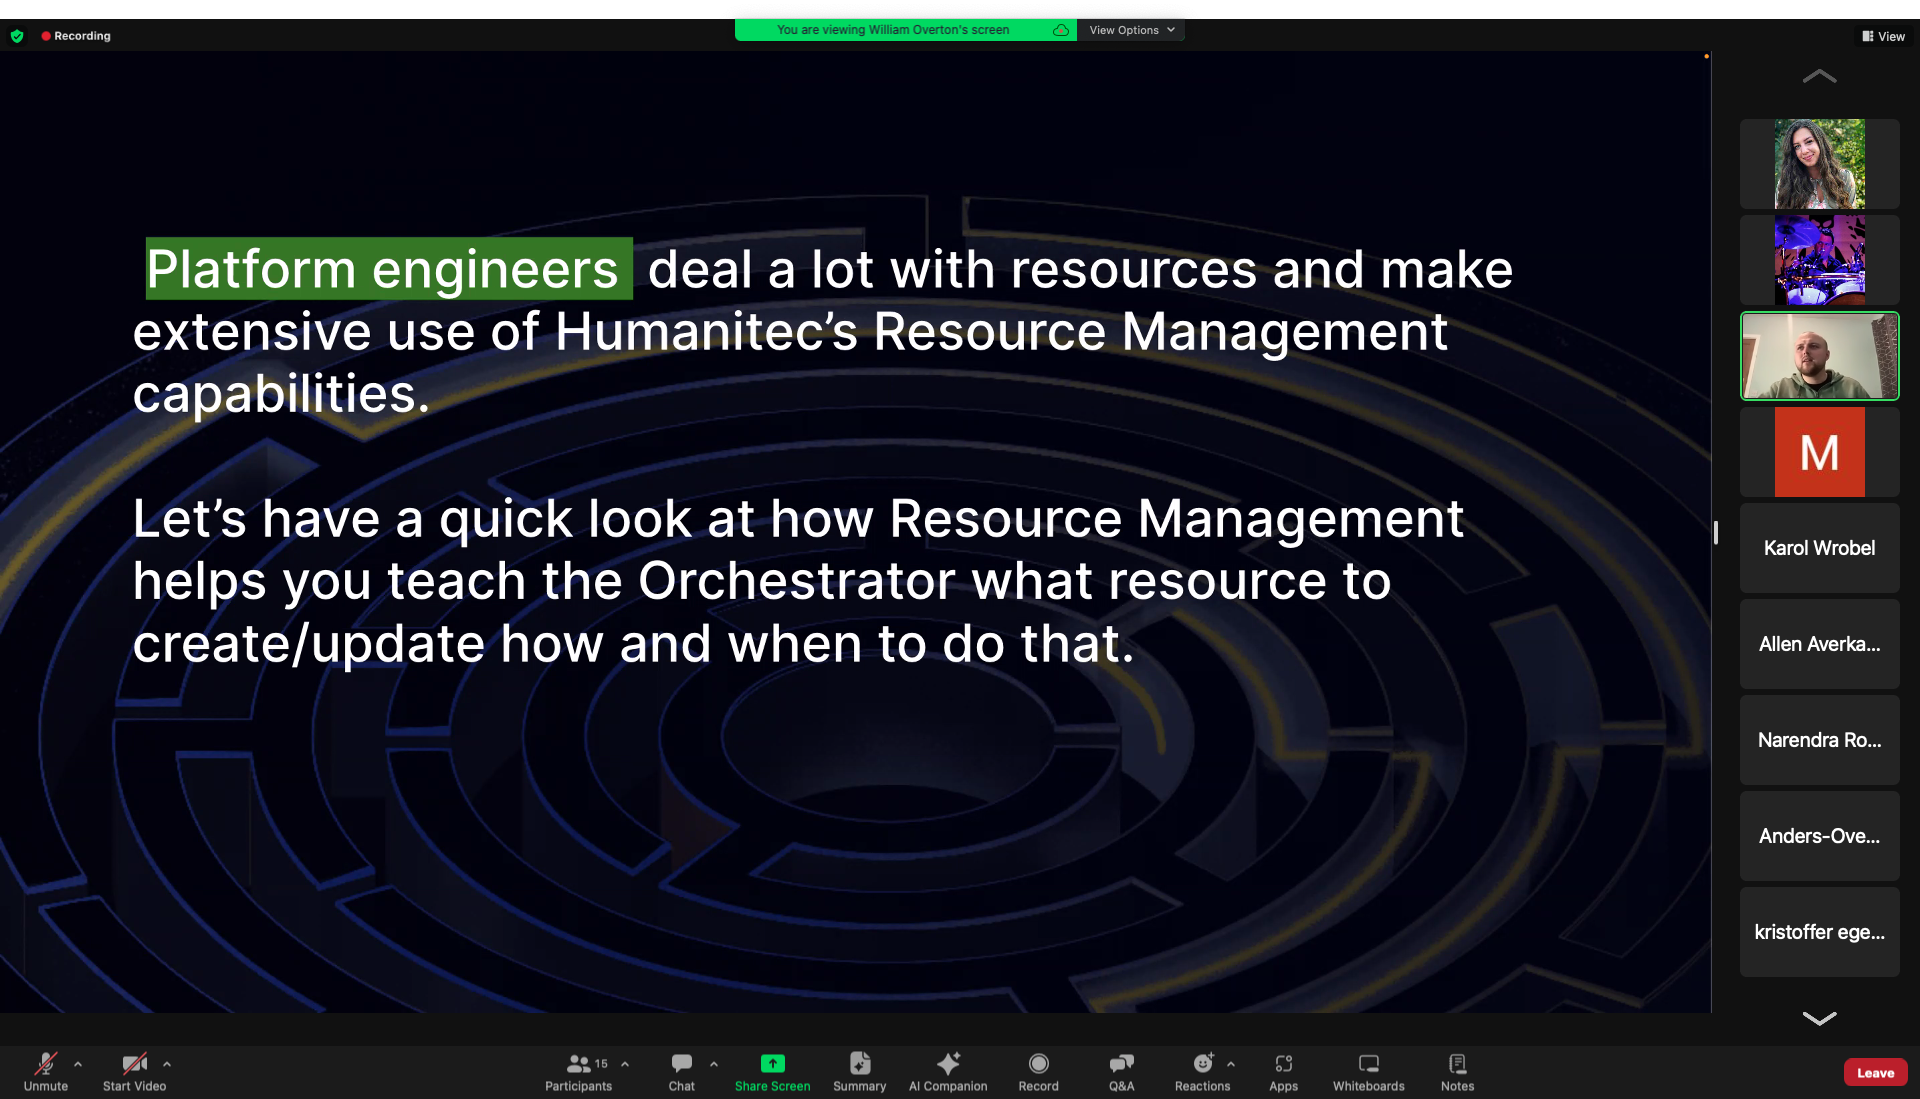 You are viewing William Overton's screen
View Options
Recording
View
Platform engineers deal a lot with resources and make
extensive use of Humanitec’s Resource Management
capabilities.
Let’s have a quick look at how Resource Management
helps you teach the Orchestrator what resource to
create/update how and when to do that.
M
Karol Wrobel
Allen Averka...
Narendra Ro...
Anders-Ove...
kristoffer ege...
Unmute
Start Video
15
Participants
Chat
Share Screen
Summary
AI Companion
Record
Q&A
Reactions
Apps
Whiteboards
Notes
Leave